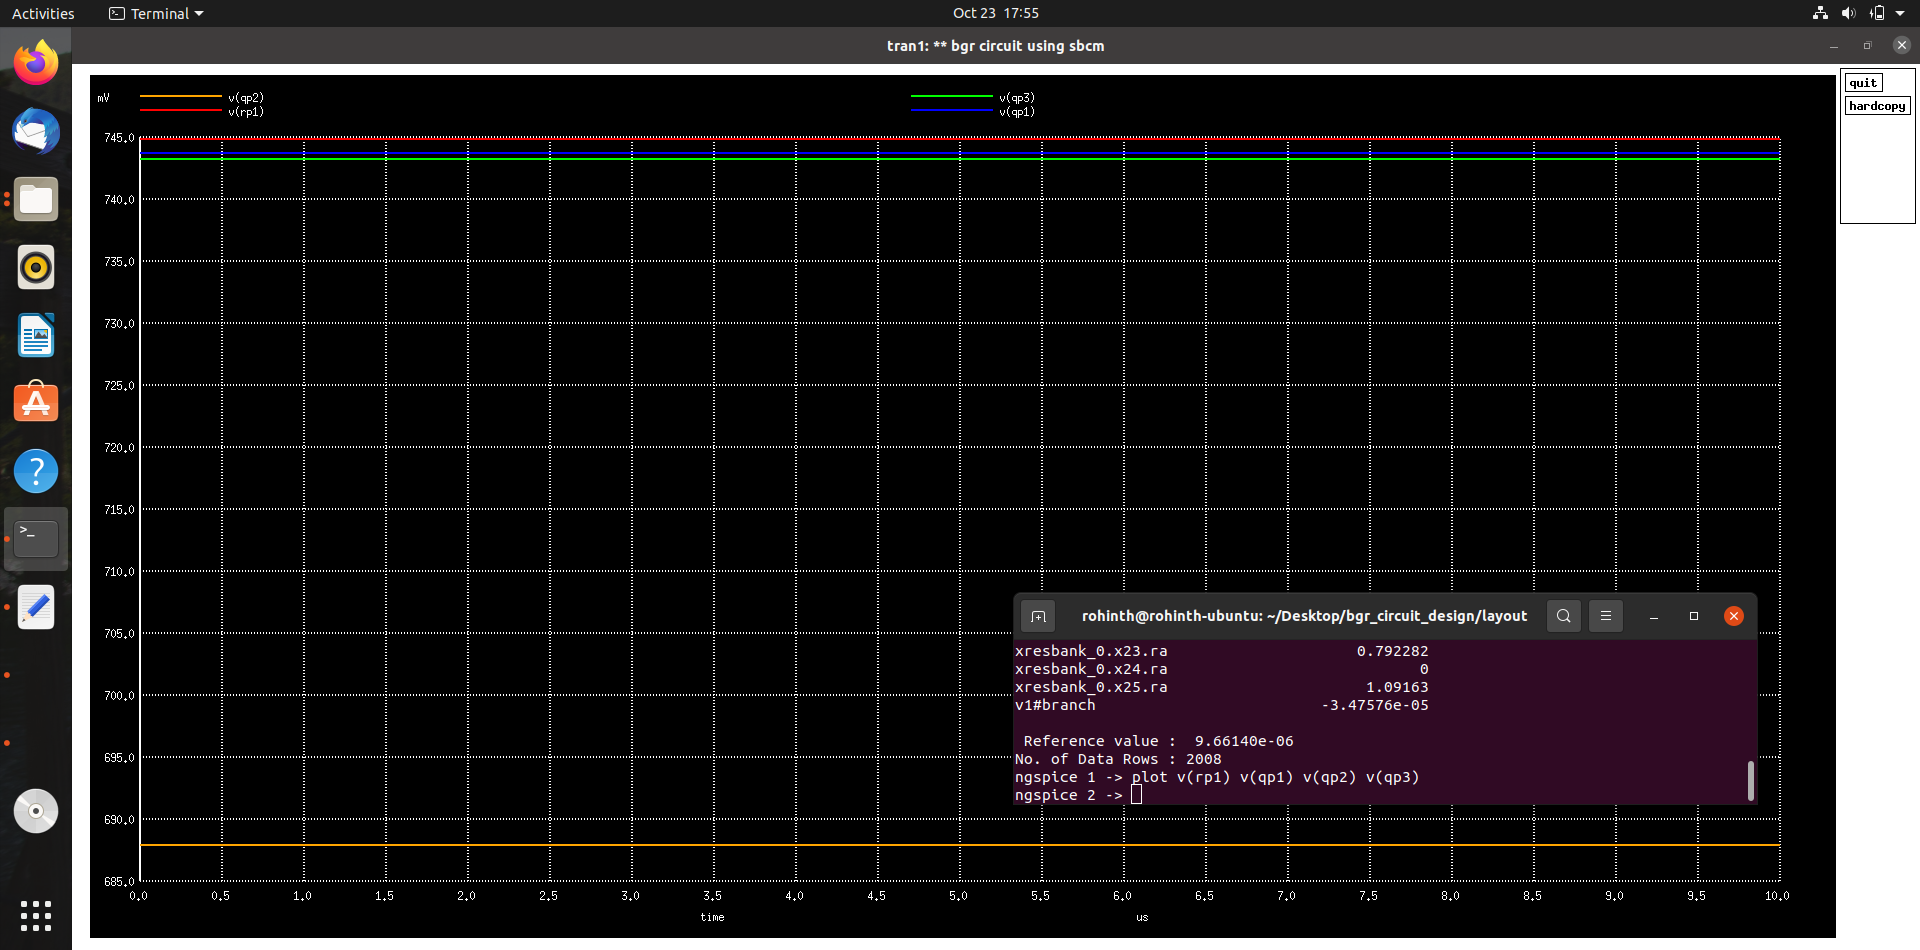 Activities
Terminal
Oct 23 17:55
tran1: ** bgr circuit using sbcm
quit
hardcopy
mV
v(qp2)
v(rp1)
v(qp3)
v(qp1)
745.0
740.0
735.0
730.0
725.0
720.0
715.0
710.0
705.0
700.0
695.0
690.0
685.0
0.0 0.5 1.0 1.5 2.0 2.5 3.0 3.5 4.0 4.5 5.0 5.5 6.0 6.5 7.0 7.5 8.0 8.5 9.0 9.5 10.0
time us
rohinth@rohinth-ubuntu: ~/Desktop/bgr_circuit_design/layout
xresbank_0.x23.ra 0.792282
xresbank_0.x24.ra 0
xresbank_0.x25.ra 1.09163
v1#branch -3.47576e-05
Reference value : 9.66140e-06
No. of Data Rows : 2008
ngspice 1 -> plot v(rp1) v(qp1) v(qp2) v(qp3)
ngspice 2 ->